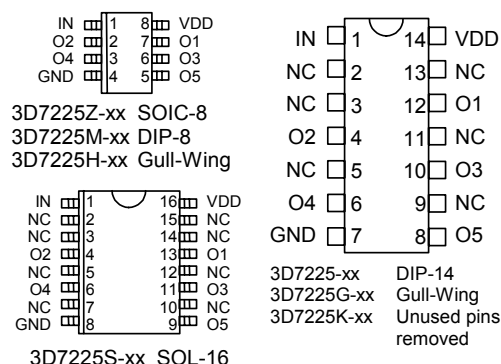 IN 1 8 VDD
O2 2 7 O1
O4 3 6 O3
GND 4 5 O5
3D7225Z-xx SOIC-8
3D7225M-xx DIP-8
3D7225H-xx Gull-Wing
IN 1 16 VDD
NC 2 15 NC
NC 3 14 NC
O2 4 13 O1
NC 5 12 NC
O4 6 11 O3
NC 7 10 NC
GND 8 9 O5
3D7225S-xx SOL-16
IN 1 14 VDD
NC 2 13 NC
NC 3 12 O1
O2 4 11 NC
NC 5 10 O3
O4 6 9 NC
GND 7 8 O5
3D7225-xx DIP-14
3D7225G-xx Gull-Wing
3D7225K-xx Unused pins
removed